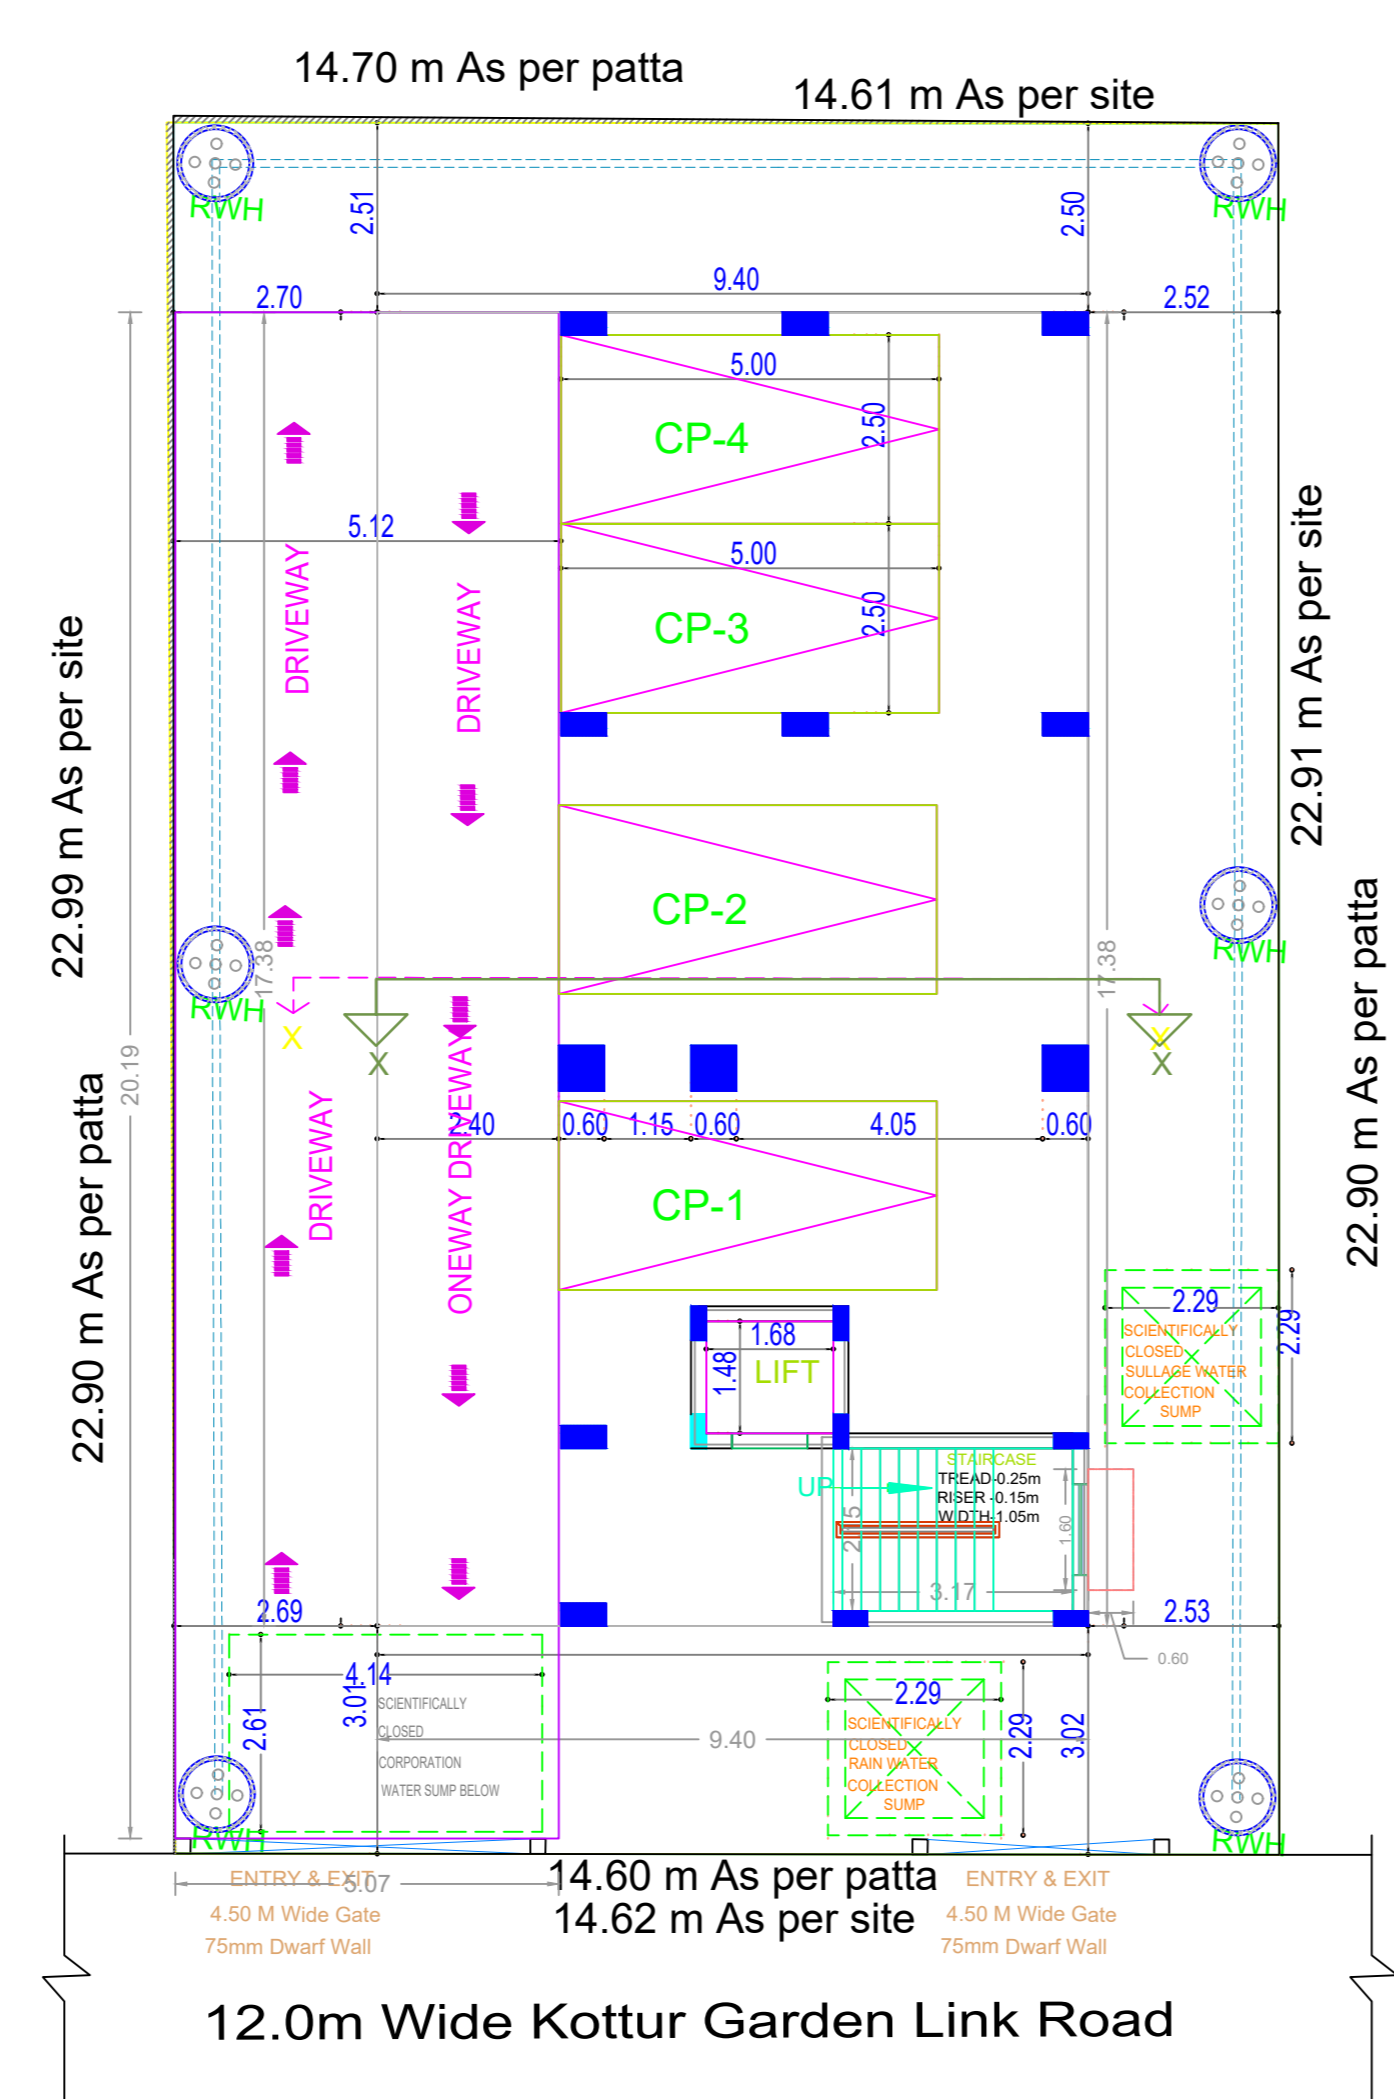 14.70 m As per patta
14.61 m As per site
RWH
RWH
2.51
2.50
9.40
2.70
2.52
5.00
2.50
CP-4
5.12
5.00
2.50
CP-3
DRIVEWAY
DRIVEWAY
22.99 m As per site
22.91 m As per site
CP-2
17.38
17.38
RWH
RWH
X
X
X
X
20.19
22.90 m As per patta
22.90 m As per patta
2.40
0.60
1.15
0.60
4.05
0.60
DRIVEWAY
ONEWAY DRIVEWAY
CP-1
2.29
2.29
SCIENTIFICALLY
CLOSED
SULLAGE WATER
COLLECTION
SUMP
1.68
1.48
LIFT
STAIRCASE
TREAD-0.25m
RISER -0.15m
WIDTH-1.05m
UP
1.60
3.17
2.69
2.53
0.60
4.14
3.01
2.61
SCIENTIFICALLY
CLOSED
CORPORATION
WATER SUMP BELOW
9.40
2.29
2.29
3.02
SCIENTIFICALLY
CLOSED
RAIN WATER
COLLECTION
SUMP
RWH
RWH
ENTRY & EXIT
5.07
4.50 M Wide Gate
75mm Dwarf Wall
14.60 m As per patta
14.62 m As per site
ENTRY & EXIT
4.50 M Wide Gate
75mm Dwarf Wall
12.0m Wide Kottur Garden Link Road